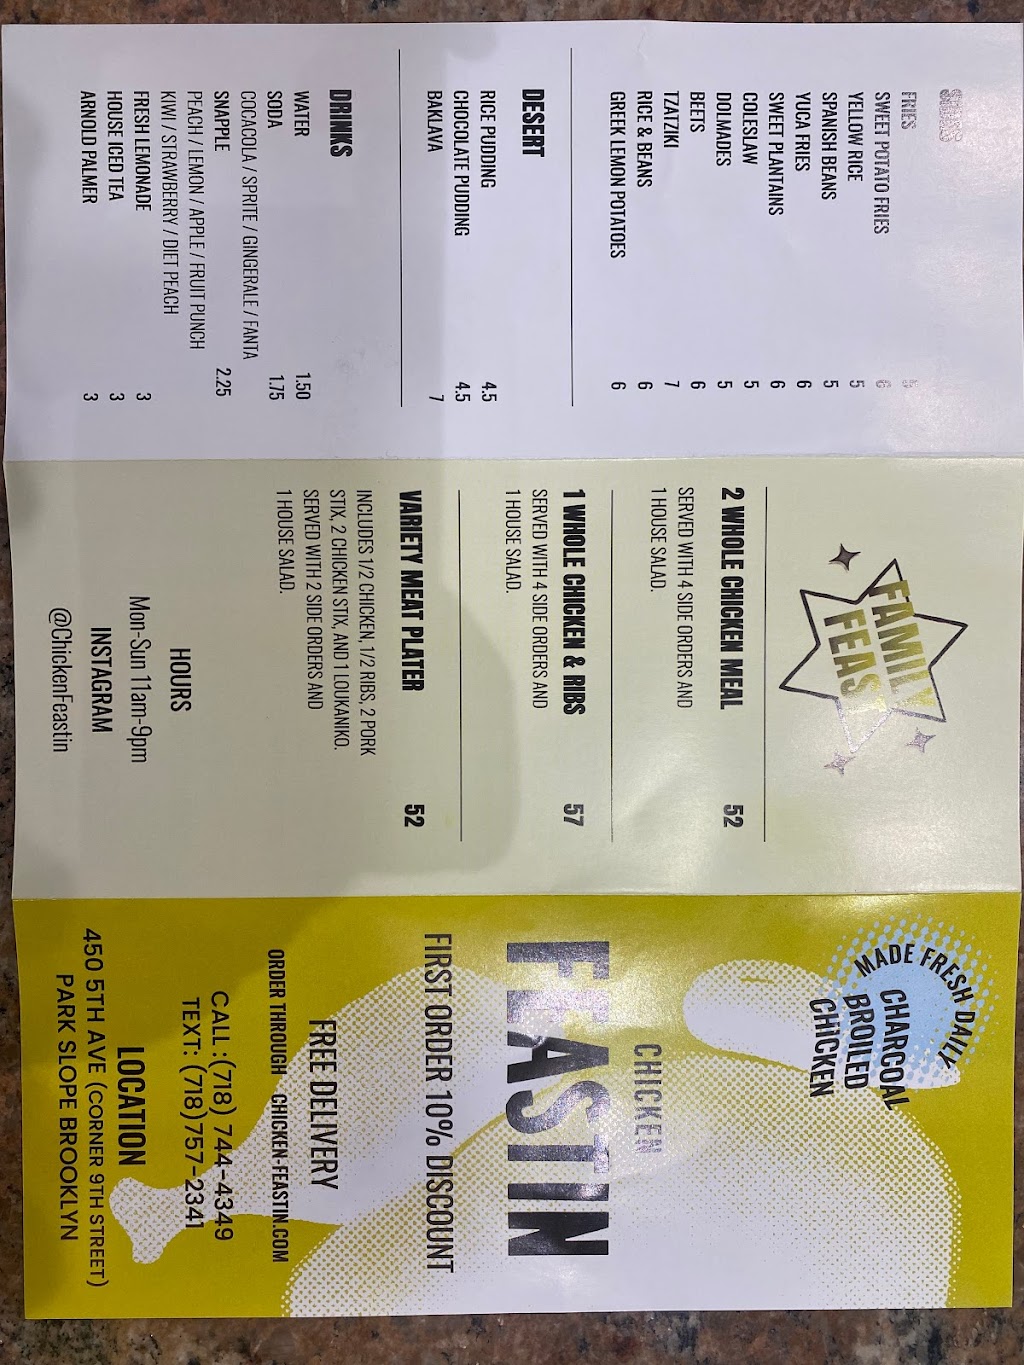 SIDES
FRIES 5
SWEET POTATO FRIES 6
YELLOW RICE 5
SPANISH BEANS 5
YUCA FRIES 6
SWEET PLANTAINS 6
COLESLAW 5
DOLMADES 5
BEETS 6
TZATZIKI 7
RICE & BEANS 6
GREEK LEMON POTATOES 6
DESERT
RICE PUDDING 4.5
CHOCOLATE PUDDING 4.5
BAKLAVA 7
DRINKS
WATER 1.50
SODA 1.75
COCACOLA / SPRITE / GINGERALE / FANTA
SNAPPLE 2.25
PEACH / LEMON / APPLE / FRUIT PUNCH
KIWI / STRAWBERRY / DIET PEACH
FRESH LEMONADE 3
HOUSE ICED TEA 3
ARNOLD PALMER 3
FAMILY
FEAST
2 WHOLE CHICKEN MEAL 52
SERVED WITH 4 SIDE ORDERS AND
1 HOUSE SALAD.
1 WHOLE CHICKEN & RIBS 57
SERVED WITH 4 SIDE ORDERS AND
1 HOUSE SALAD.
VARIETY MEAT PLATER 52
INCLUDES 1/2 CHICKEN, 1/2 RIBS, 2 PORK
STIX, 2 CHICKEN STIX, AND 1 LOUKANIKO.
SERVED WITH 2 SIDE ORDERS AND
1 HOUSE SALAD.
HOURS
Mon-Sun 11am-9pm
INSTAGRAM
@ChickenFeastin
MADE FRESH DAILY
CHARCOAL
BROILED
CHiCKEN
CHICKEN
FEASTIN
FIRST ORDER 10% DISCOUNT
FREE DELIVERY
ORDER THROUGH CHICKEN-FEASTIN.COM
CALL :(718) 744-4349
TEXT: (718)757-2341
LOCATION
450 5TH AVE (CORNER 9TH STREET)
PARK SLOPE BROOKLYN